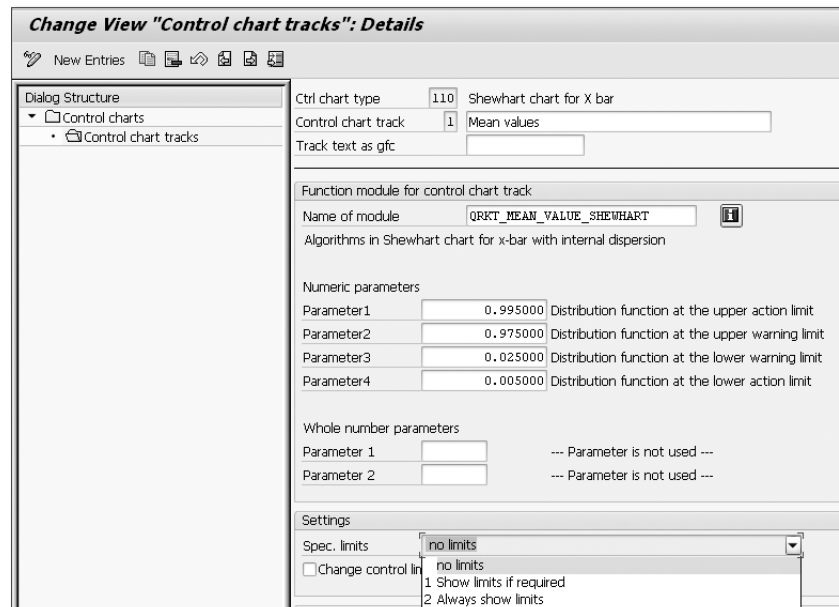 Change View "Control chart tracks": Details
New Entries
Dialog Structure
Control charts
Control chart tracks
Ctrl chart type 110 Shewhart chart for X bar
Control chart track 1 Mean values
Track text as gfc
Function module for control chart track
Name of module QRKT_MEAN_VALUE_SHEWHART
Algorithms in Shewhart chart for x-bar with internal dispersion
Numeric parameters
Parameter1 0.995000 Distribution function at the upper action limit
Parameter2 0.975000 Distribution function at the upper warning limit
Parameter3 0.025000 Distribution function at the lower warning limit
Parameter4 0.005000 Distribution function at the lower action limit
Whole number parameters
Parameter 1 --- Parameter is not used ---
Parameter 2 --- Parameter is not used ---
Settings
Spec. limits no limits
no limits
Change control
1 Show limits if required
2 Always show limits